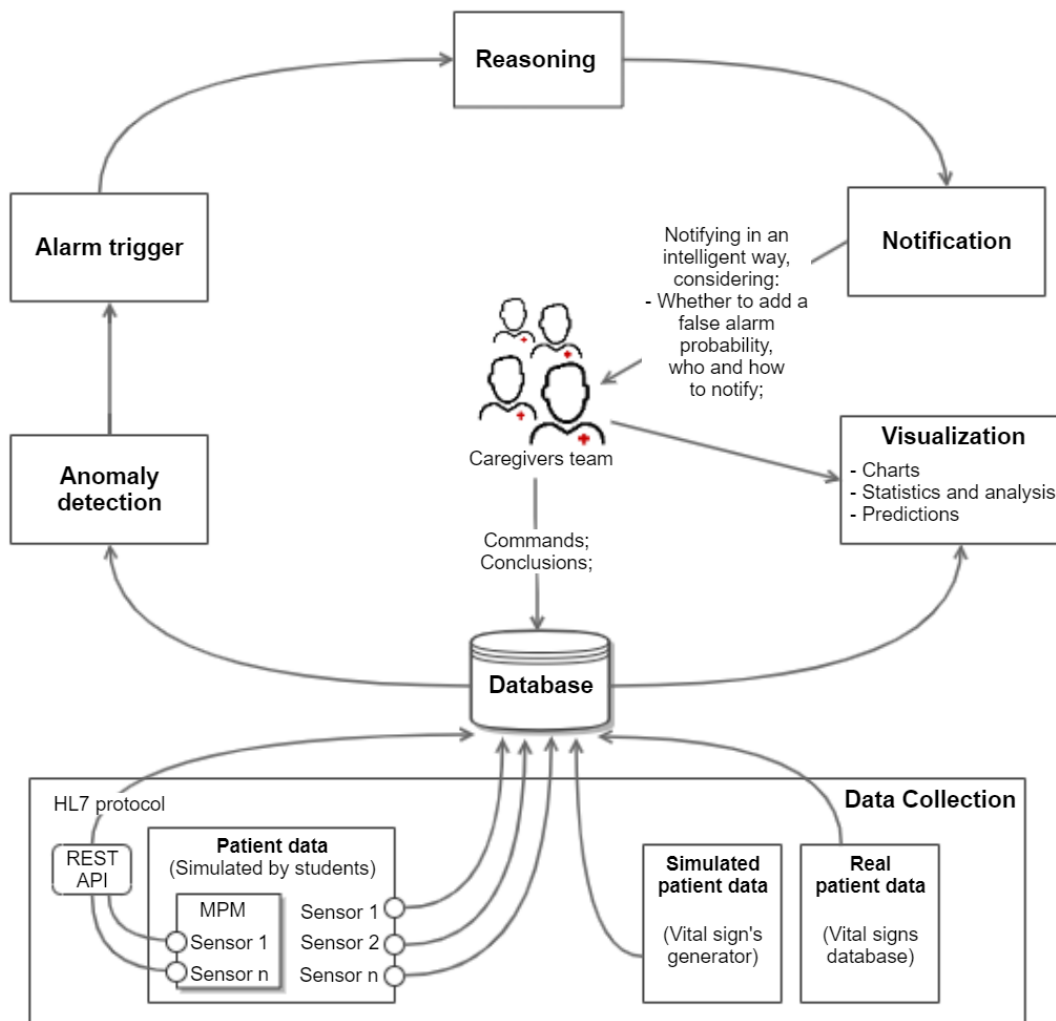 Reasoning
Alarm trigger
Notification
Notifying in an
intelligent way,
considering:
- Whether to add a
false alarm
probability,
who and how
to notify;
Caregivers team
Anomaly
detection
Visualization
- Charts
- Statistics and analysis
- Predictions
Commands;
Conclusions;
Database
Data Collection
HL7 protocol
REST
API
Patient data
(Simulated by students)
MPM
Sensor 1
Sensor n
Sensor 1
Sensor 2
Sensor n
Simulated
patient data
(Vital sign's
generator)
Real
patient data
(Vital signs
database)